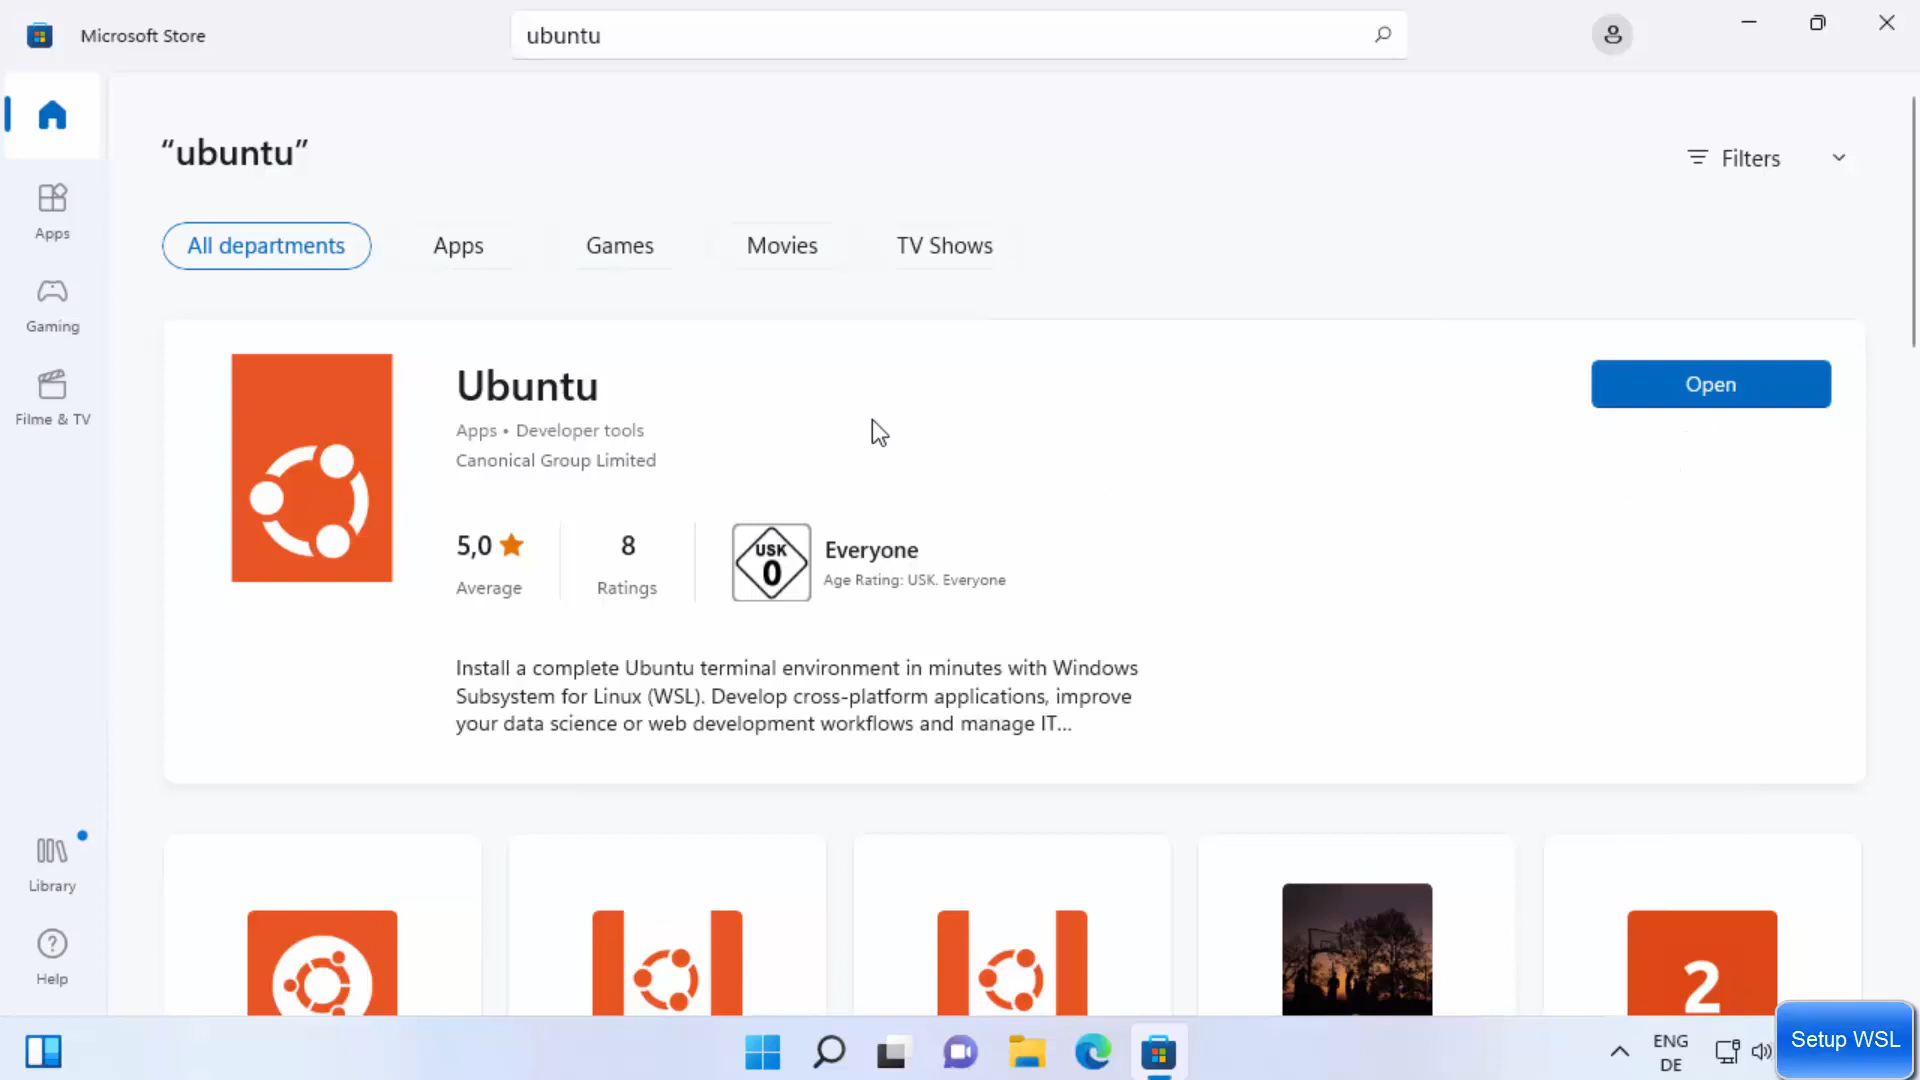 Microsoft Store
ubuntu
Apps
Gaming
Filme & TV
Library
Help
“ubuntu”
Filters
All departments
Apps
Games
Movies
TV Shows
Ubuntu
Open
Apps • Developer tools
Canonical Group Limited
5,0
Average
8
Ratings
USK
0
Everyone
Age Rating: USK. Everyone
Install a complete Ubuntu terminal environment in minutes with Windows
Subsystem for Linux (WSL). Develop cross-platform applications, improve
your data science or web development workflows and manage IT...
2
ENG
DE
Setup WSL